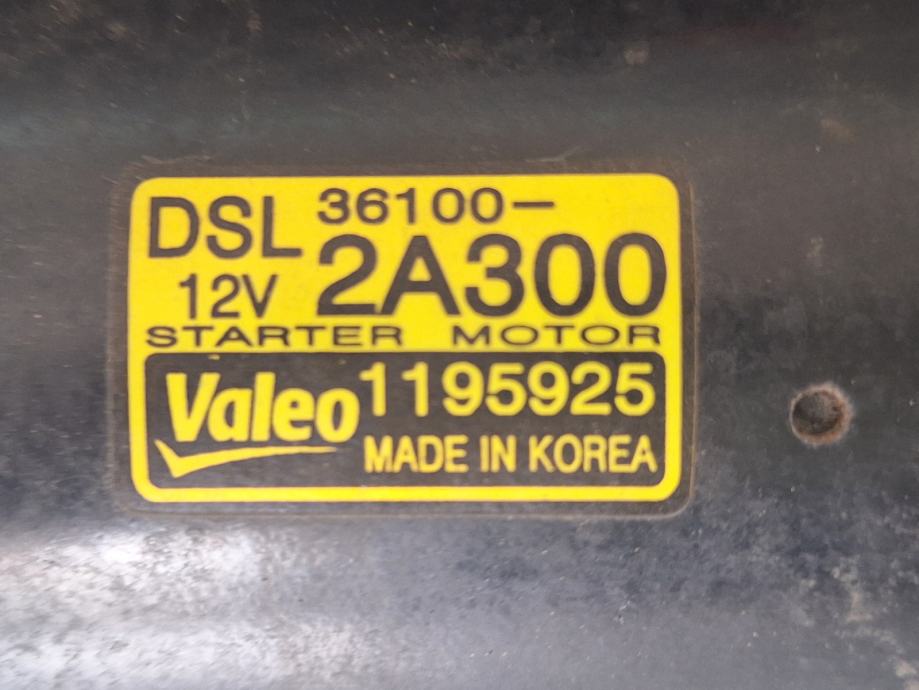 DSL 36100-
12V 2A300
STARTER MOTOR
Valeo 1195925
MADE IN KOREA